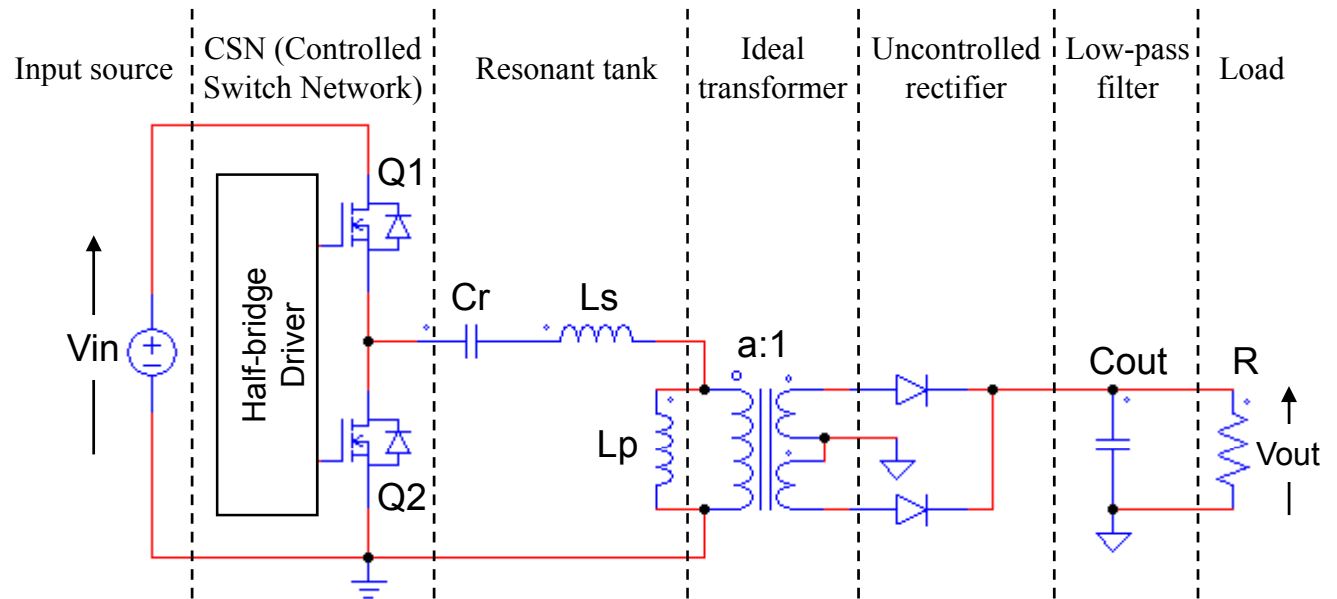 Input source
CSN (Controlled
Switch Network)
Resonant tank
Ideal
transformer
Uncontrolled
rectifier
Low-pass
filter
Load
Q1
Half-bridge
Driver
Vin
Cr
Ls
a:1
Cout
R
Lp
Vout
Q2